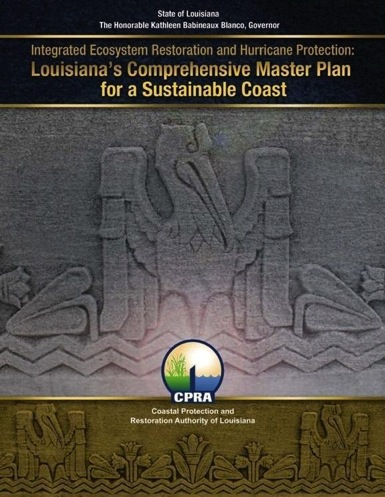 State of Louisiana
The Honorable Kathleen Babineaux Blanco, Governor
Integrated Ecosystem Restoration and Hurricane Protection:
Louisiana's Comprehensive Master Plan
for a Sustainable Coast
CPRA
Coastal Protection and
Restoration Authority of Louisiana